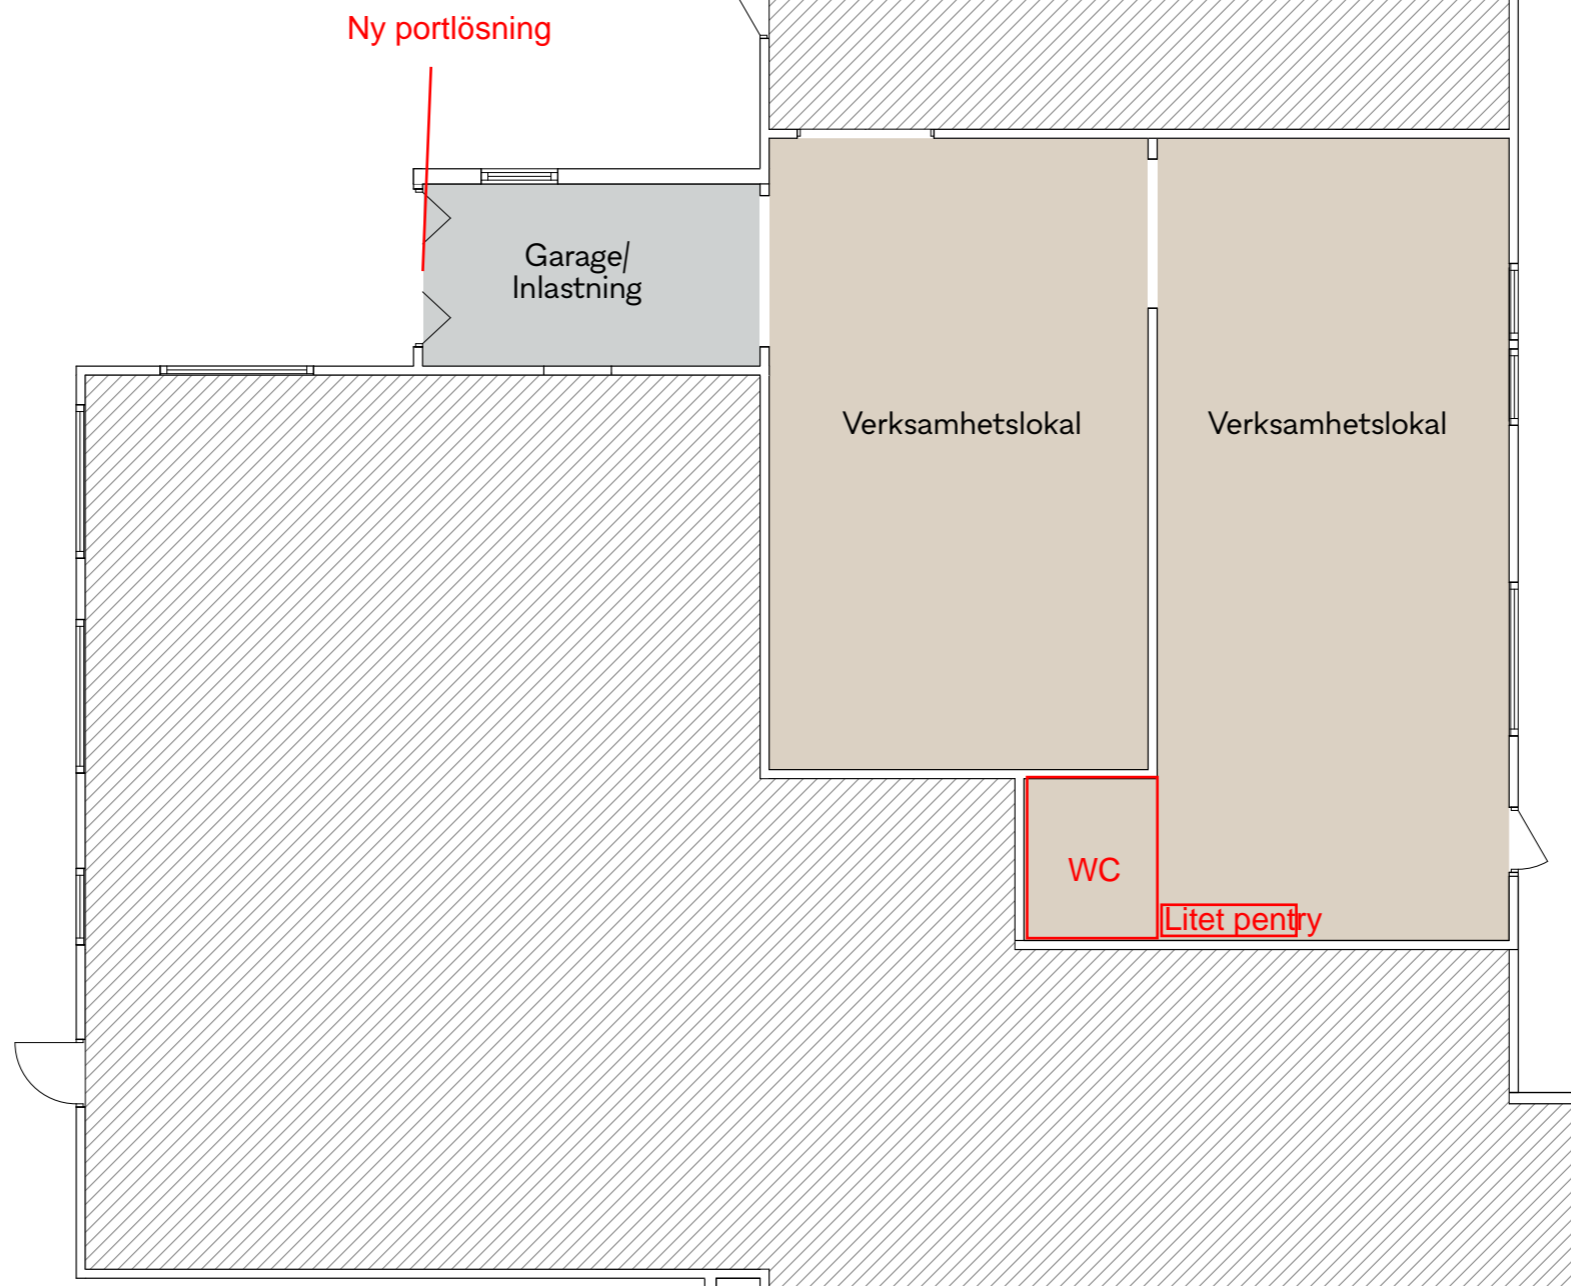 Ny portlösning
Garage/
Inlastning
Verksamhetslokal
Verksamhetslokal
WC
Litet pentry